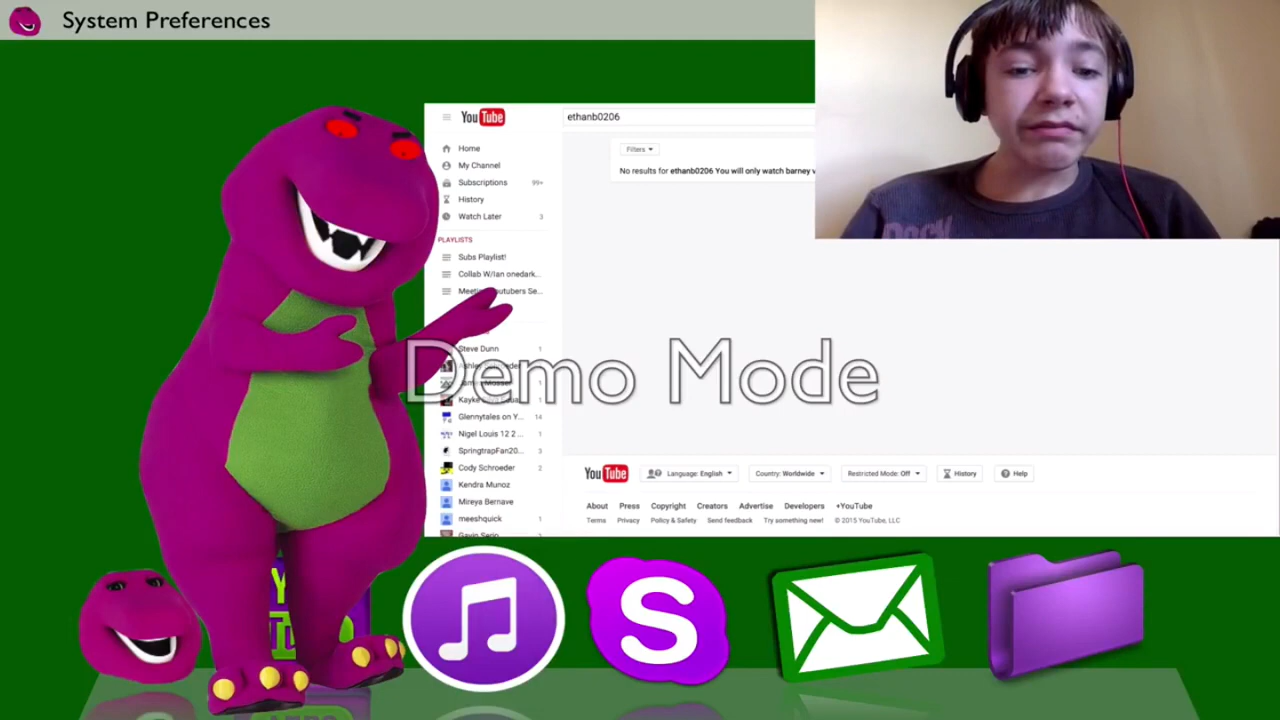 System Preferences
YouTube
ethanb0206
Home
My Channel
Subscriptions 99+
History
Watch Later 3
PLAYLISTS
Subs Playlist!
Collab W/Ian onedark...
Filters
No results for ethanb0206 You will only watch barney
Steve Dunn 1
Demo Mode
Glennytales on Y... 14
Nigel Louis 12 2 ... 1
SpringtrapFan20... 3
Cody Schroeder 2
Kendra Munoz
Mireya Bernave
meeshquick 1
YouTube
Language: English
Country: Worldwide
Restricted Mode: Off
History
Help
About Press Copyright Creators Advertise Developers +YouTube
Terms Privacy Policy & Safety Send feedback Try something new! © 2015 YouTube, LLC
S